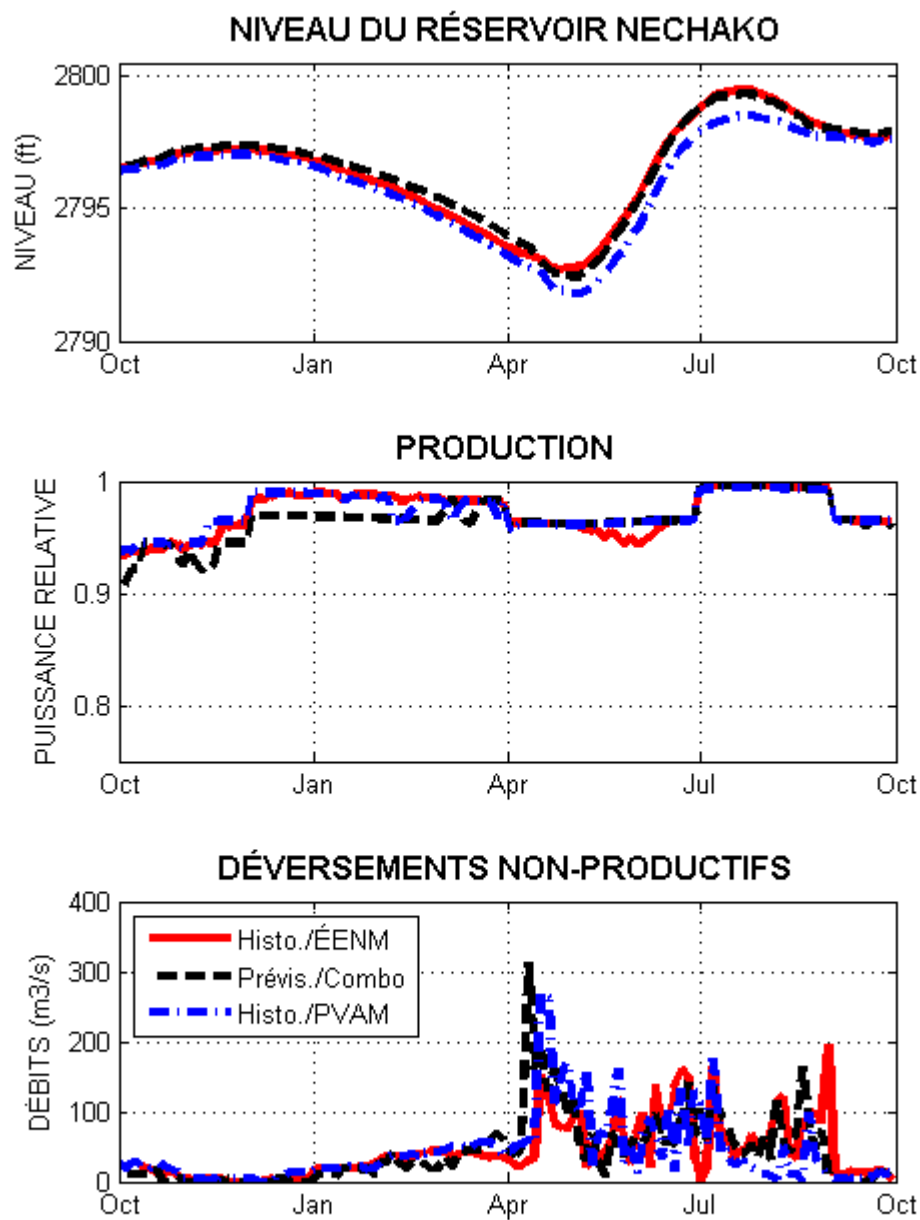 NIVEAU DU RÉSERVOIR NECHAKO
NIVEAU (ft)
2800
2795
2790
Oct Jan Apr Jul Oct
PRODUCTION
PUISSANCE RELATIVE
1
0.9
0.8
Oct Jan Apr Jul Oct
DÉVERSEMENTS NON-PRODUCTIFS
DÉBITS (m3/s)
400
300
200
100
0
Histo./ÉENM
Prévis./Combo
Histo./PVAM
Oct Jan Apr Jul Oct